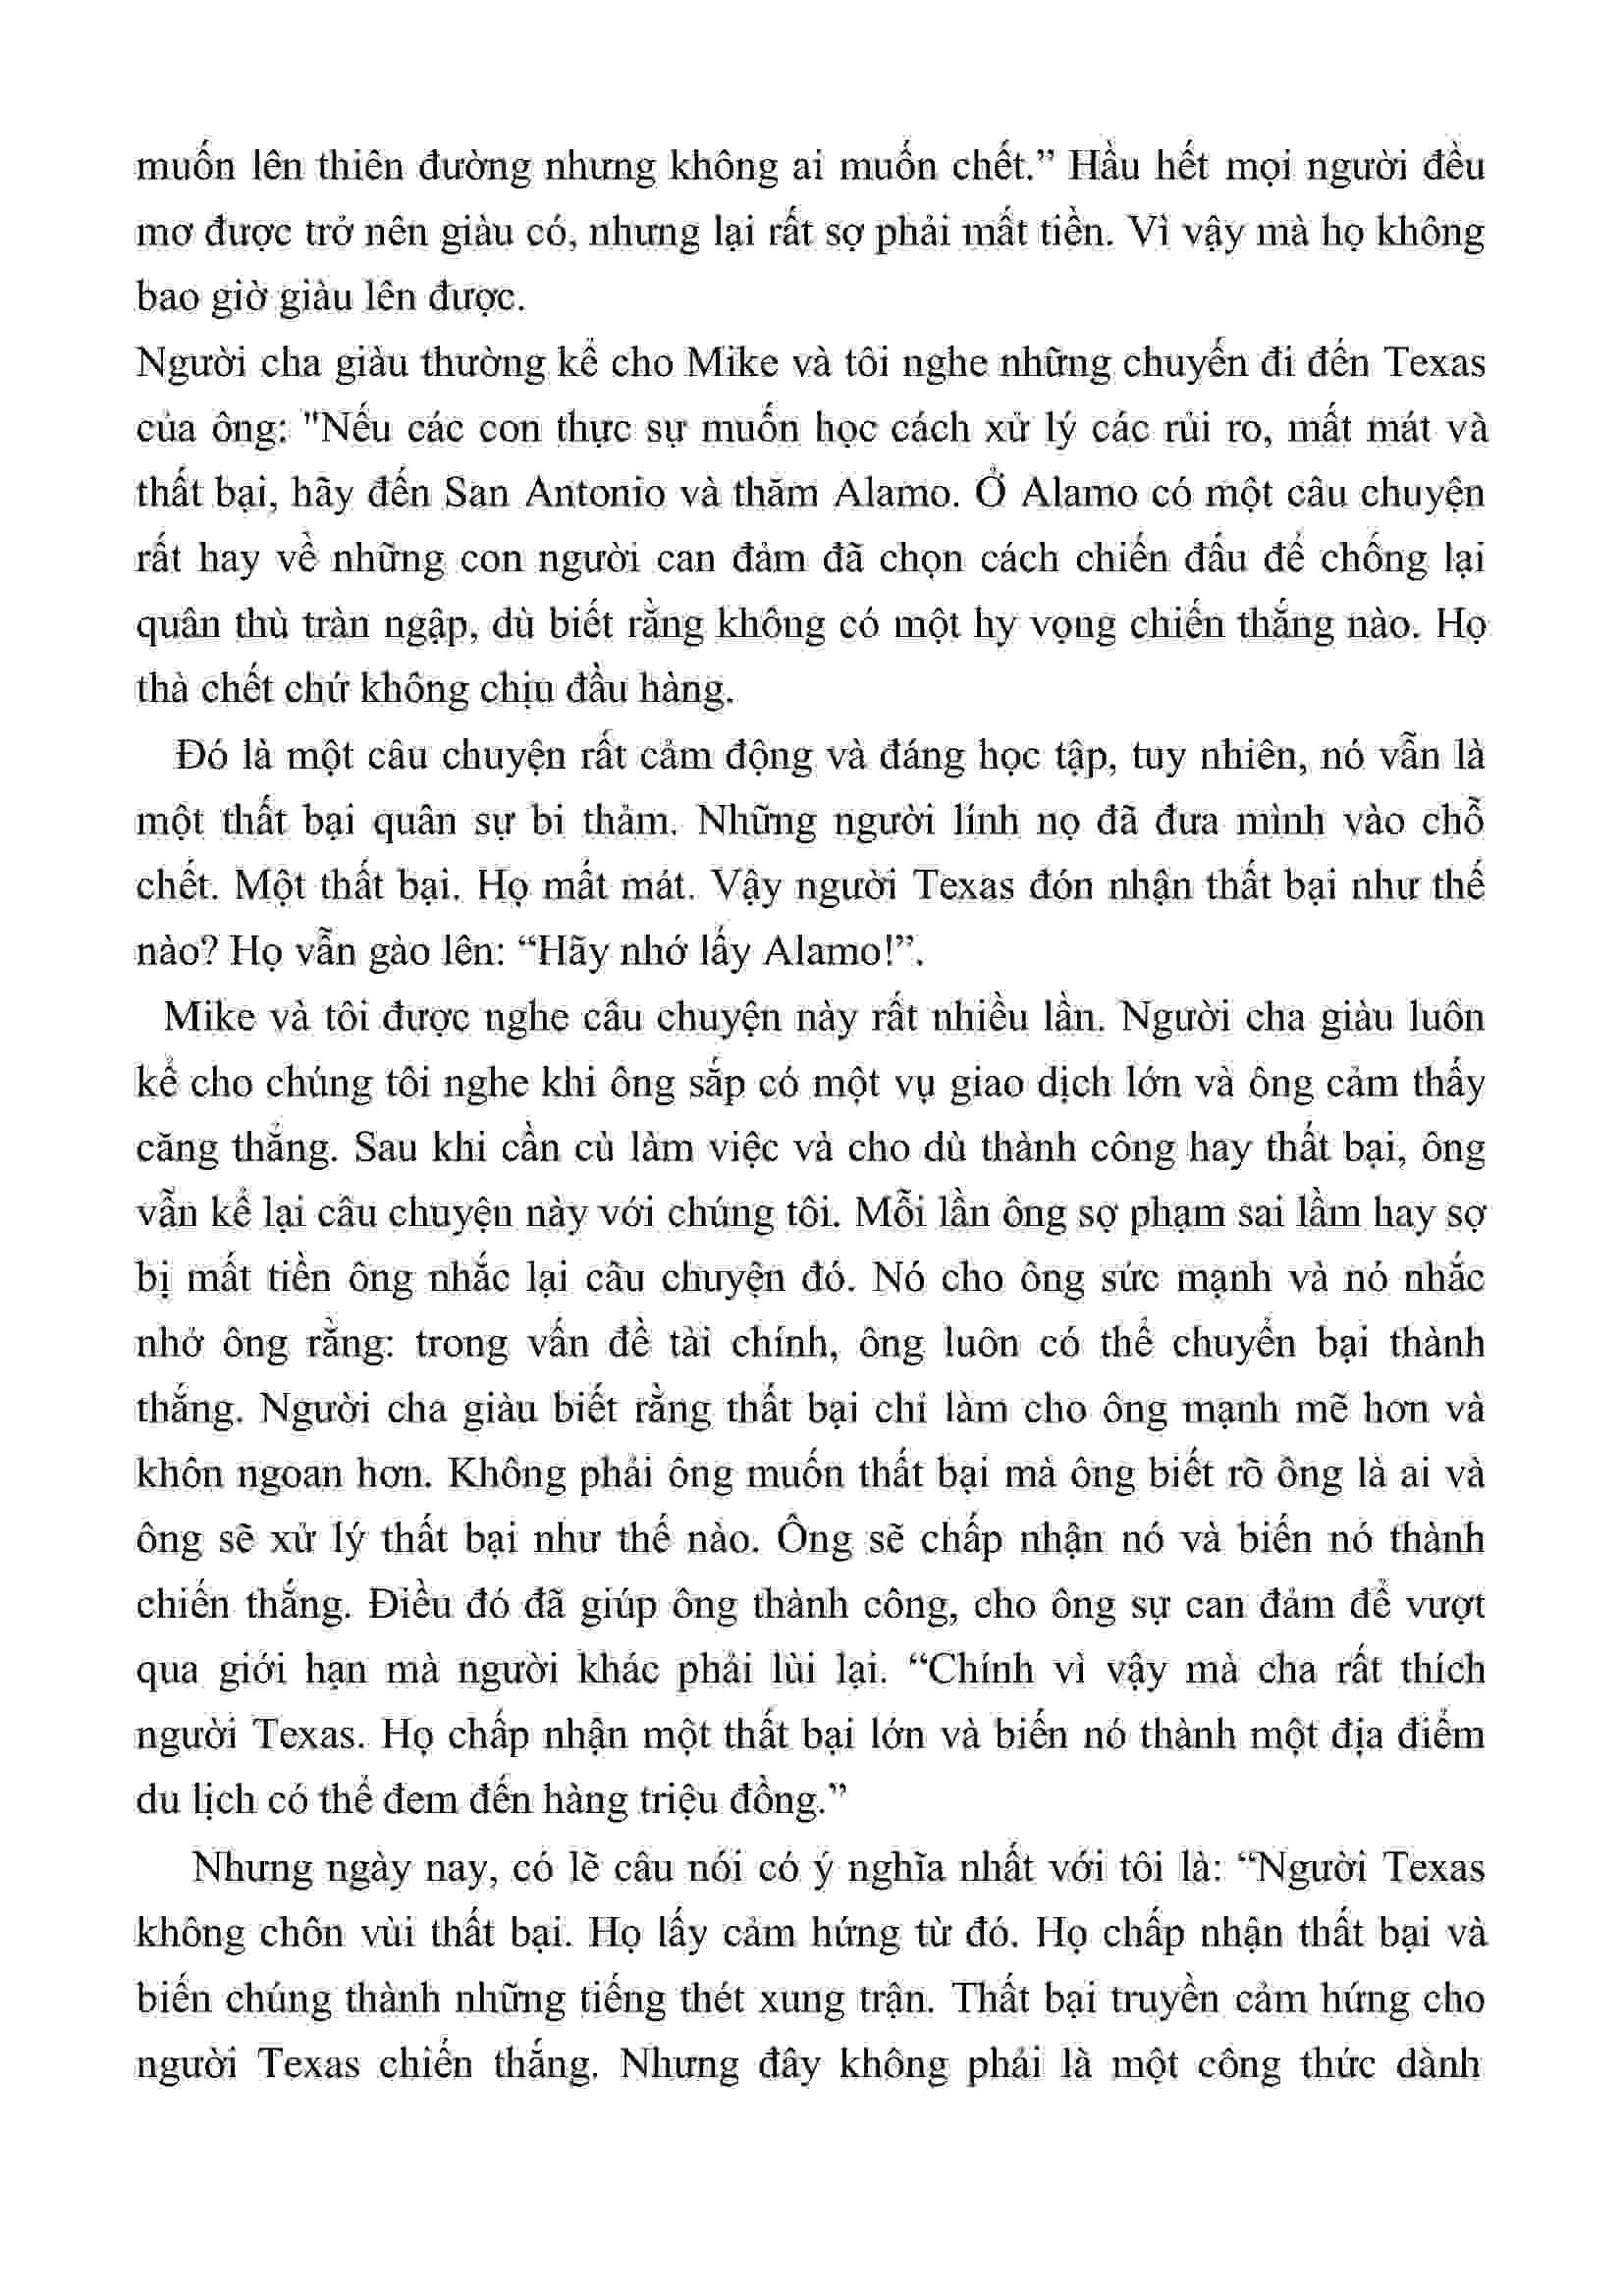 muốn lên thiên đường nhưng không ai muốn chết.” Hầu hết mọi người đều
mơ được trở nên giàu có, nhưng lại rất sợ phải mất tiền. Vì vậy mà họ không
bao giờ giàu lên được.
Người cha giàu thường kể cho Mike và tôi nghe những chuyến đi đến Texas
của ông: "Nếu các con thực sự muốn học cách xử lý các rủi ro, mất mát và
thất bại, hãy đến San Antonio và thăm Alamo. Ở Alamo có một câu chuyện
rất hay về những con người can đảm đã chọn cách chiến đấu để chống lại
quân thù tràn ngập, dù biết rằng không có một hy vọng chiến thắng nào. Họ
thà chết chứ không chịu đầu hàng.
Đó là một câu chuyện rất cảm động và đáng học tập, tuy nhiên, nó vẫn là
một thất bại quân sự bi thảm. Những người lính nọ đã đưa mình vào chỗ
chết. Một thất bại. Họ mất mát. Vậy người Texas đón nhận thất bại như thế
nào? Họ vẫn gào lên: “Hãy nhớ lấy Alamo!”.
Mike và tôi được nghe câu chuyện này rất nhiều lần. Người cha giàu luôn
kể cho chúng tôi nghe khi ông sắp có một vụ giao dịch lớn và ông cảm thấy
căng thẳng. Sau khi cần cù làm việc và cho dù thành công hay thất bại, ông
vẫn kể lại câu chuyện này với chúng tôi. Mỗi lần ông sợ phạm sai lầm hay sợ
bị mất tiền ông nhắc lại câu chuyện đó. Nó cho ông sức mạnh và nó nhắc
nhở ông rằng: trong vấn đề tài chính, ông luôn có thể chuyển bại thành
thắng. Người cha giàu biết rằng thất bại chỉ làm cho ông mạnh mẽ hơn và
khôn ngoan hơn. Không phải ông muốn thất bại mà ông biết rõ ông là ai và
ông sẽ xử lý thất bại như thế nào. Ông sẽ chấp nhận nó và biến nó thành
chiến thắng. Điều đó đã giúp ông thành công, cho ông sự can đảm để vượt
qua giới hạn mà người khác phải lùi lại. “Chính vì vậy mà cha rất thích
người Texas. Họ chấp nhận một thất bại lớn và biến nó thành một địa điểm
du lịch có thể đem đến hàng triệu đồng.”
Nhưng ngày nay, có lẽ câu nói có ý nghĩa nhất với tôi là: “Người Texas
không chôn vùi thất bại. Họ lấy cảm hứng từ đó. Họ chấp nhận thất bại và
biến chúng thành những tiếng thét xung trận. Thất bại truyền cảm hứng cho
người Texas chiến thắng. Nhưng đây không phải là một công thức dành